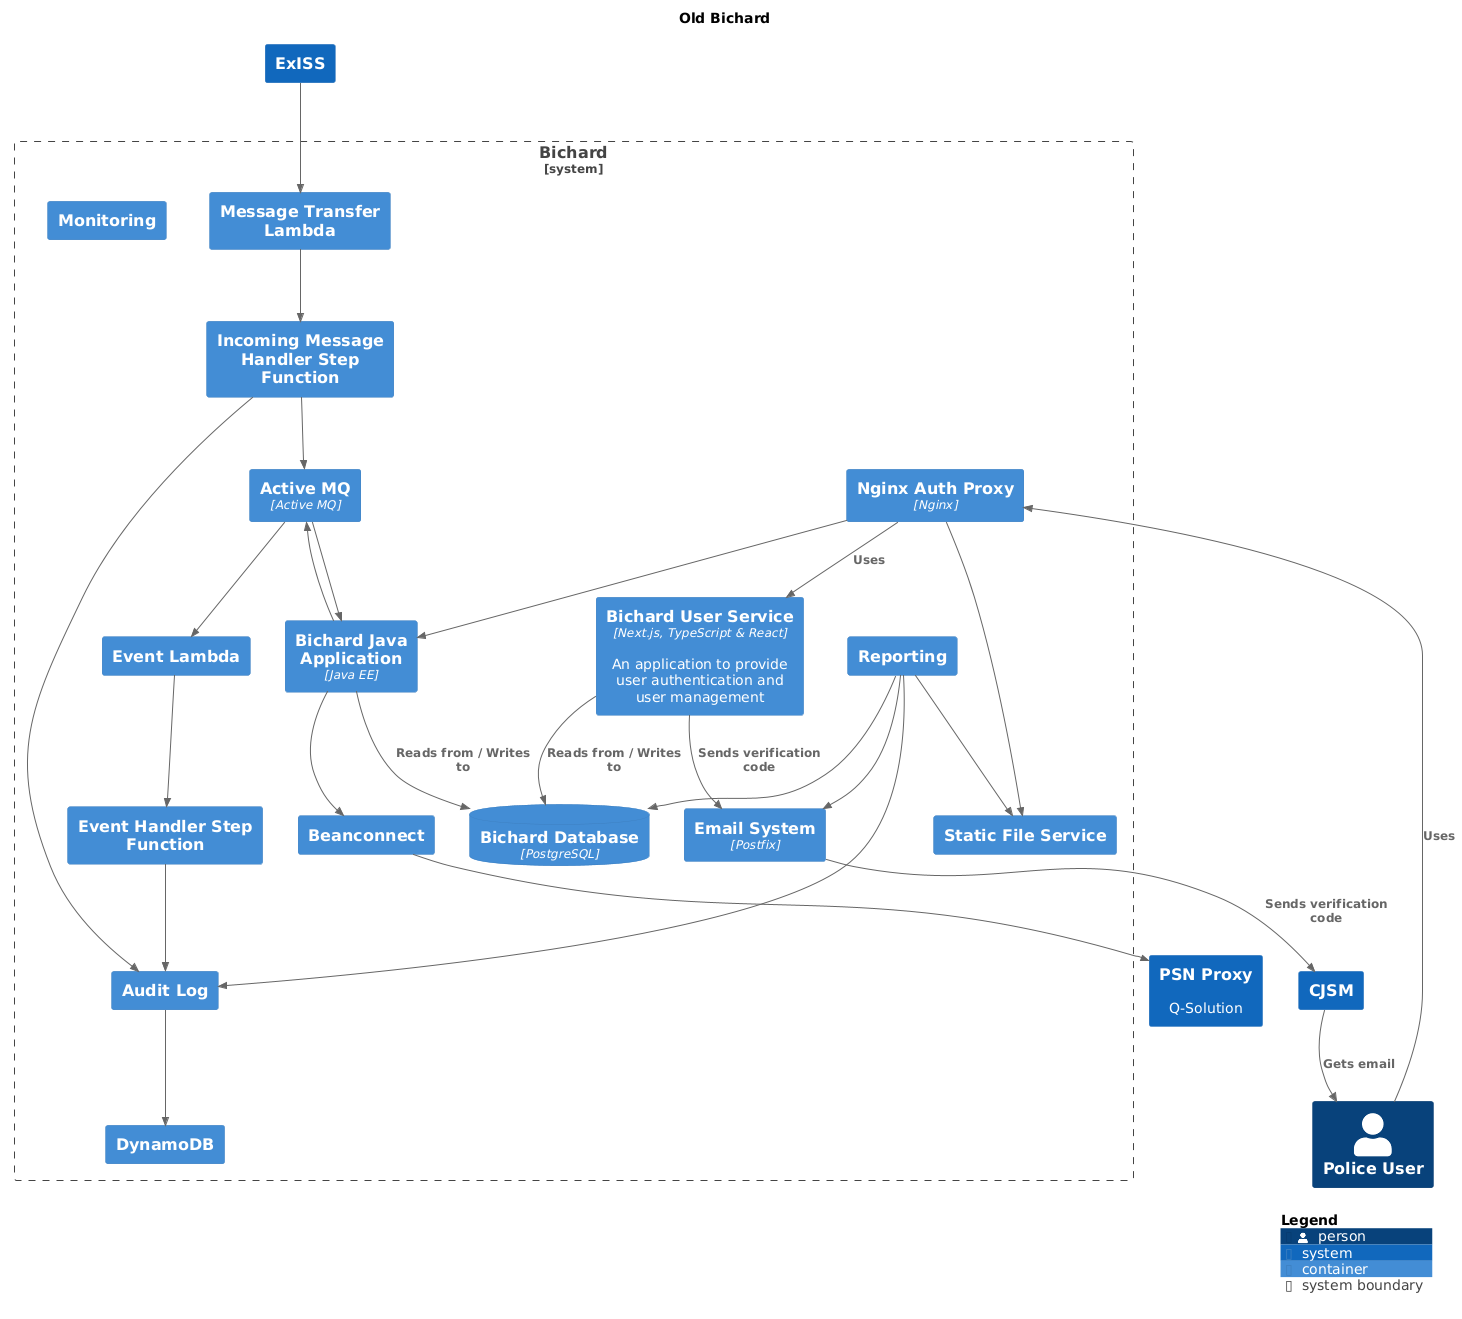 Old Bichard
ExISS
Bichard
[system]
Monitoring
Message Transfer
Lambda
Incoming Message
Handler Step
Function
Active MQ
[Active MQ]
Nginx Auth Proxy
[Nginx]
Uses
Event Lambda
Bichard Java
Application
[Java EE]
Bichard User Service
[Next.js, TypeScript & React]
An application to provide
user authentication and
user management
Reporting
Reads from / Writes
to
Reads from / Writes
to
Sends verification
code
Event Handler Step
Function
Beanconnect
Bichard Database
[PostgreSQL]
Email System
[Postfix]
Static File Service
Uses
Sends verification
code
Audit Log
PSN Proxy
Q-Solution
CJSM
Gets email
DynamoDB
Police User
Legend
person
system
container
system boundary